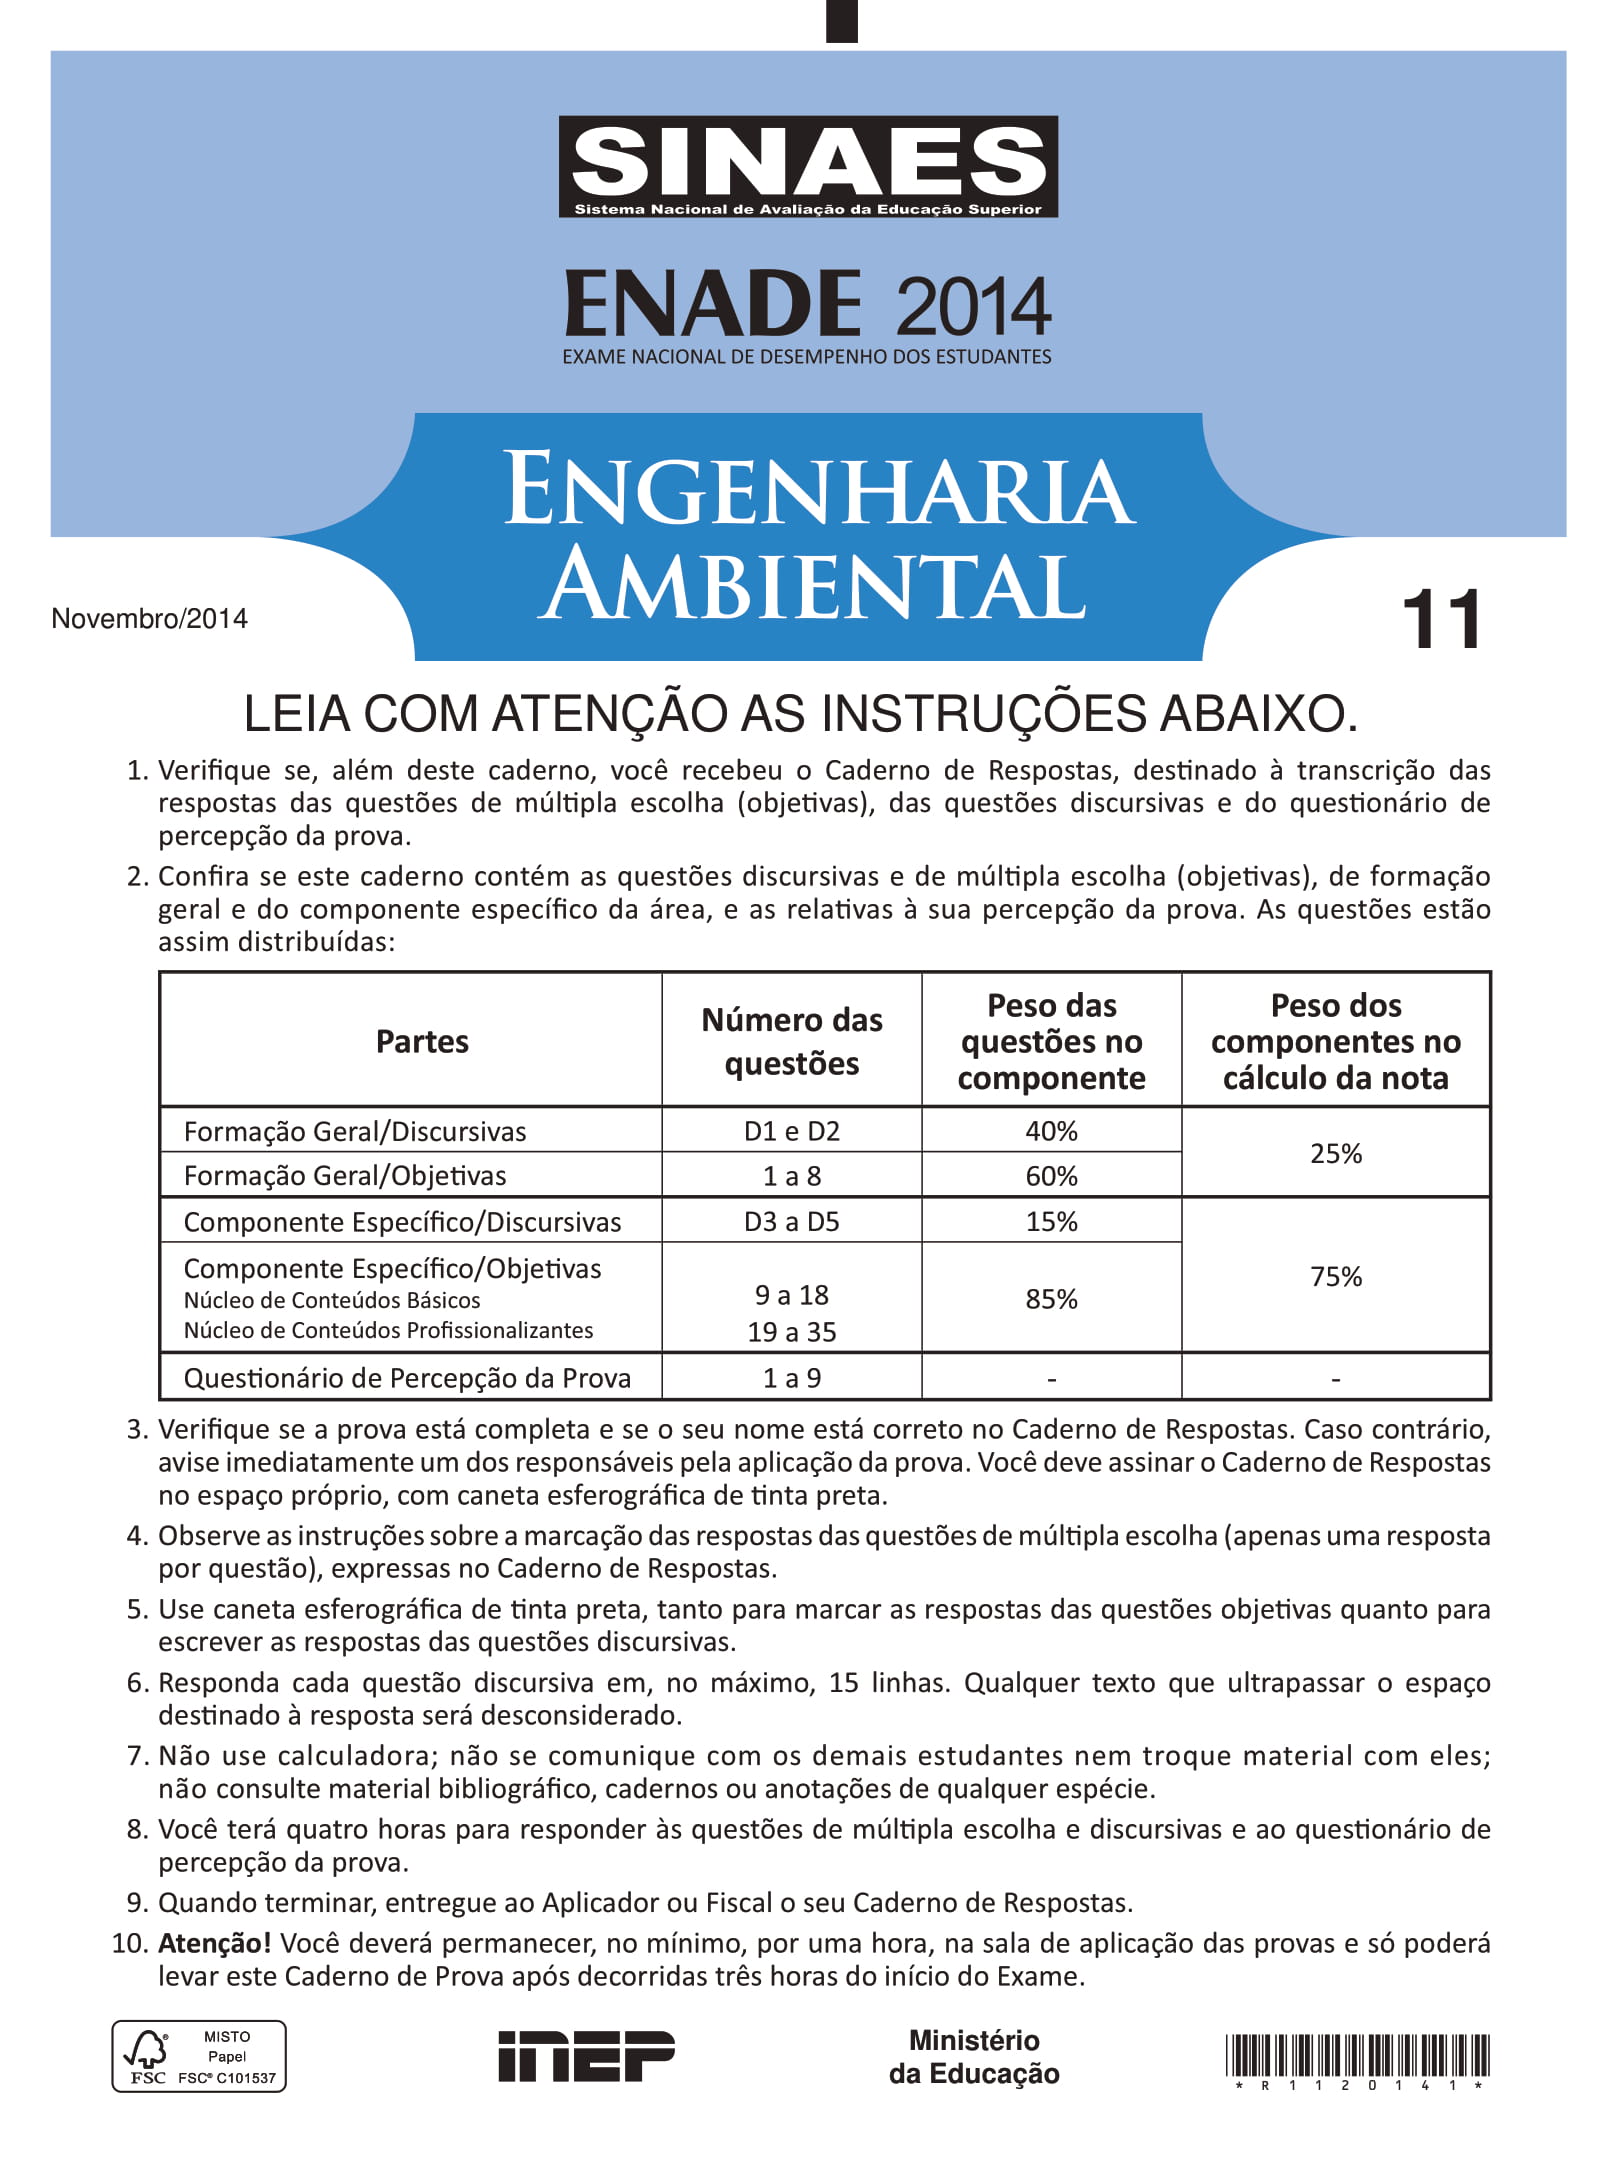 SINAES
Sistema Nacional de Avaliação da Educação Superior
ENADE 2014
EXAME NACIONAL DE DESEMPENHO DOS ESTUDANTES
ENGENHARIA
AMBIENTAL
Novembro/2014
11
LEIA COM ATENÇÃO AS INSTRUÇÕES ABAIXO.
1. Verifique se, além deste caderno, você recebeu o Caderno de Respostas, destinado à transcrição das
respostas das questões de múltipla escolha (objetivas), das questões discursivas e do questionário de
percepção da prova.
2. Confira se este caderno contém as questões discursivas e de múltipla escolha (objetivas), de formação
geral e do componente específico da área, e as relativas à sua percepção da prova. As questões estão
assim distribuídas:
Partes
Número das
questões
Peso das
questões no
componente
Peso dos
componentes no
cálculo da nota
Formação Geral/Discursivas
D1 e D2
40%
25%
Formação Geral/Objetivas
1 a 8
60%
Componente Específico/Discursivas
D3 a D5
15%
75%
Componente Específico/Objetivas
Núcleo de Conteúdos Básicos
Núcleo de Conteúdos Profissionalizantes
9 a 18
19 a 35
85%
Questionário de Percepção da Prova
1 a 9
-
-
3. Verifique se a prova está completa e se o seu nome está correto no Caderno de Respostas. Caso contrário,
avise imediatamente um dos responsáveis pela aplicação da prova. Você deve assinar o Caderno de Respostas
no espaço próprio, com caneta esferográfica de tinta preta.
4. Observe as instruções sobre a marcação das respostas das questões de múltipla escolha (apenas uma resposta
por questão), expressas no Caderno de Respostas.
5. Use caneta esferográfica de tinta preta, tanto para marcar as respostas das questões objetivas quanto para
escrever as respostas das questões discursivas.
6. Responda cada questão discursiva em, no máximo, 15 linhas. Qualquer texto que ultrapassar o espaço
destinado à resposta será desconsiderado.
7. Não use calculadora; não se comunique com os demais estudantes nem troque material com eles;
não consulte material bibliográfico, cadernos ou anotações de qualquer espécie.
8. Você terá quatro horas para responder às questões de múltipla escolha e discursivas e ao questionário de
percepção da prova.
9. Quando terminar, entregue ao Aplicador ou Fiscal o seu Caderno de Respostas.
10. Atenção! Você deverá permanecer, no mínimo, por uma hora, na sala de aplicação das provas e só poderá
levar este Caderno de Prova após decorridas três horas do início do Exame.
FSC
MISTO
Papel
FSC® C101537
INEP
Ministério
da Educação
*R1120141*